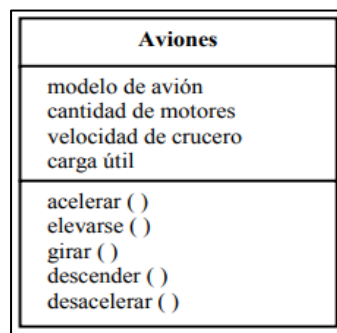 Aviones
modelo de avión
cantidad de motores
velocidad de crucero
carga útil
acelerar ( )
elevarse ( )
girar ( )
descender ( )
desacelerar ( )